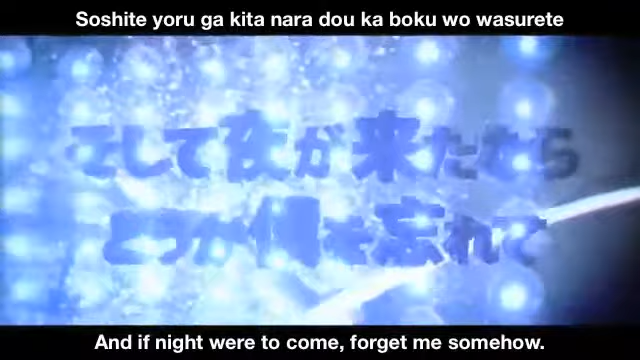 Soshite yoru ga kita nara dou ka boku wo wasurete
そして夜が来たなら
どうか僕を忘れて
And if night were to come, forget me somehow.